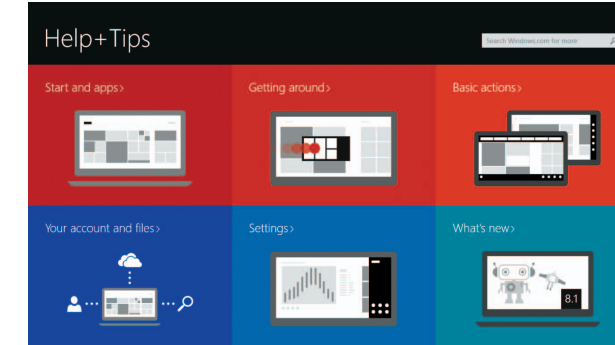 Help+Tips
Search Windows.com for more
Start and apps>
Getting around>
Basic actions>
Your account and files>
Settings>
What's new>
8.1